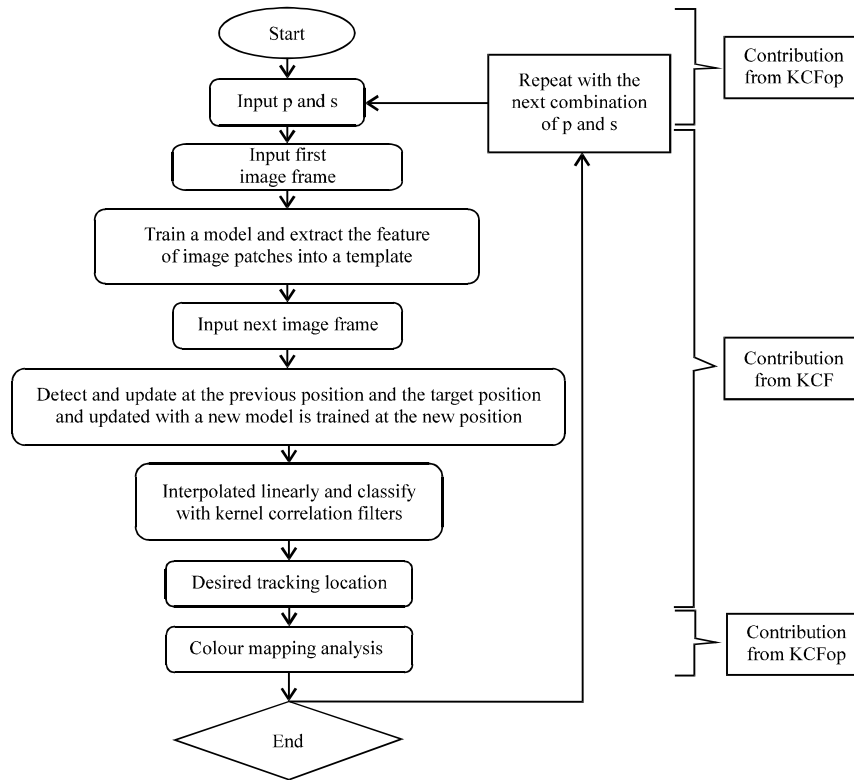 Start
Input p and s
Repeat with the
next combination
of p and s
Contribution
from KCFop
Input first
image frame
Train a model and extract the feature
of image patches into a template
Input next image frame
Detect and update at the previous position and the target position
and updated with a new model is trained at the new position
Contribution
from KCF
Interpolated linearly and classify
with kernel correlation filters
Desired tracking location
Colour mapping analysis
Contribution
from KCFop
End